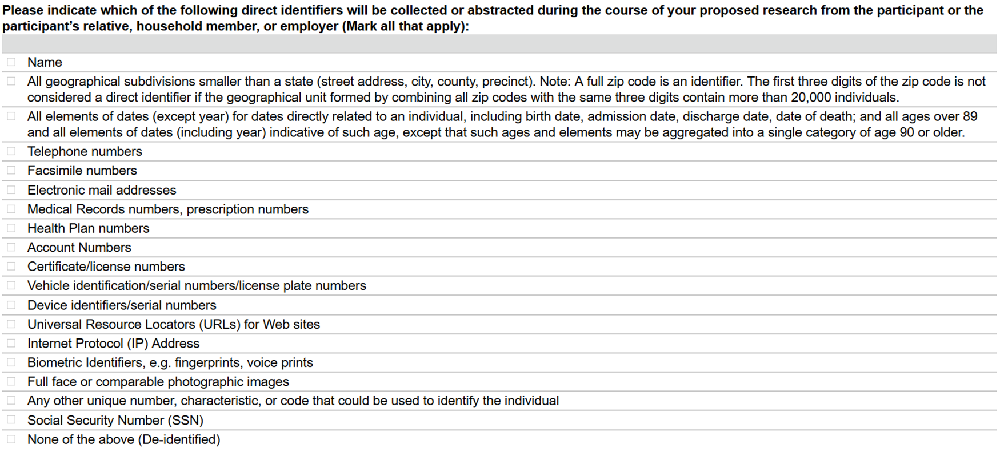 Please indicate which of the following direct identifiers will be collected or abstracted during the course of your proposed research from the participant or the
participant’s relative, household member, or employer (Mark all that apply):
Name
All geographical subdivisions smaller than a state (street address, city, county, precinct). Note: A full zip code is an identifier. The first three digits of the zip code is not
considered a direct identifier if the geographical unit formed by combining all zip codes with the same three digits contain more than 20,000 individuals.
All elements of dates (except year) for dates directly related to an individual, including birth date, admission date, discharge date, date of death; and all ages over 89
and all elements of dates (including year) indicative of such age, except that such ages and elements may be aggregated into a single category of age 90 or older.
Telephone numbers
Facsimile numbers
Electronic mail addresses
Medical Records numbers, prescription numbers
Health Plan numbers
Account Numbers
Certificate/license numbers
Vehicle identification/serial numbers/license plate numbers
Device identifiers/serial numbers
Universal Resource Locators (URLs) for Web sites
Internet Protocol (IP) Address
Biometric Identifiers, e.g. fingerprints, voice prints
Full face or comparable photographic images
Any other unique number, characteristic, or code that could be used to identify the individual
Social Security Number (SSN)
None of the above (De-identified)